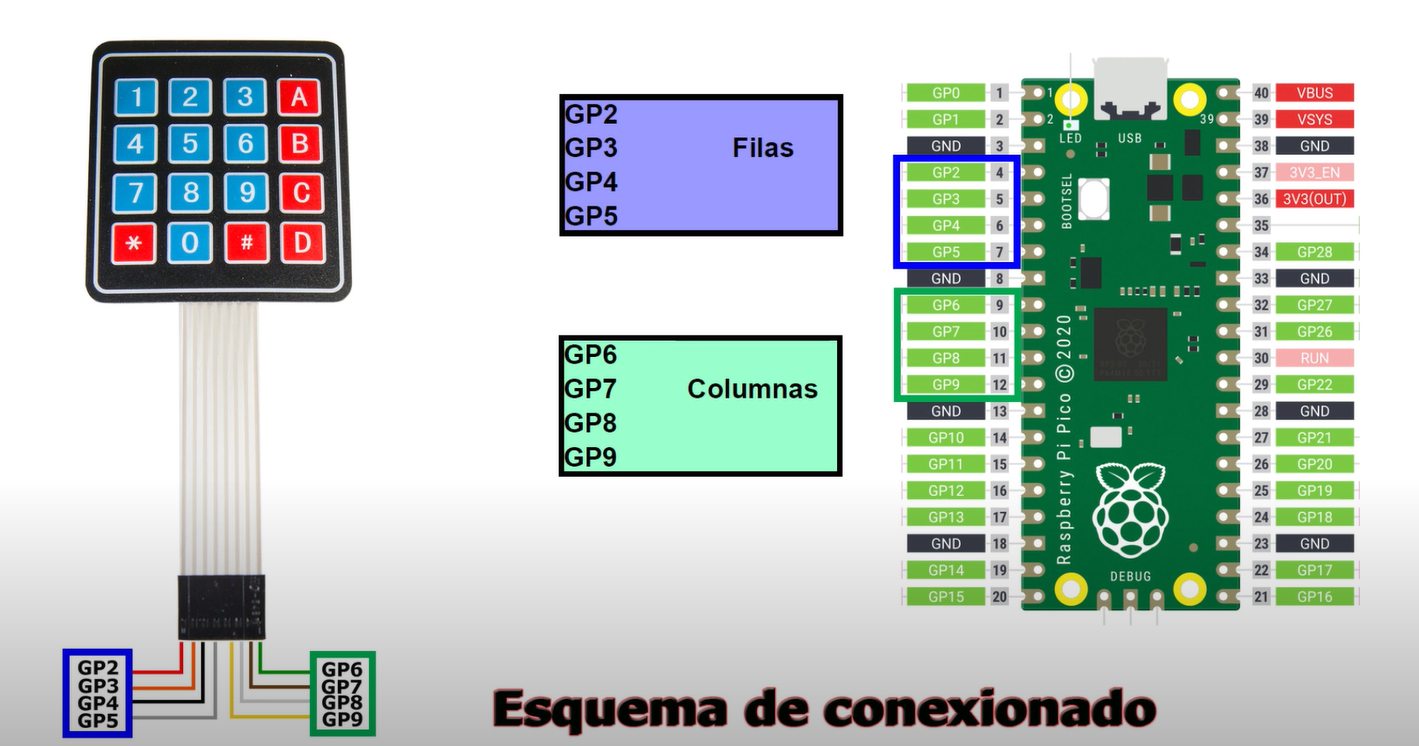 1 2 3 A
4 5 6 B
7 8 9 C
* 0 # D
GP2
GP3
GP4
GP5
GP6
GP7
GP8
GP9
GP2
GP3 Filas
GP4
GP5
GP6
GP7 Columnas
GP8
GP9
GP0 1
GP1 2
GND 3
GP2 4
GP3 5
GP4 6
GP5 7
GND 8
GP6 9
GP7 10
GP8 11
GP9 12
GND 13
GP10 14
GP11 15
GP12 16
GP13 17
GND 18
GP14 19
GP15 20
1
2
39
LED
USB
BOOTSEL
Raspberry Pi Pico ©2020
DEBUG
40 VBUS
39 VSYS
38 GND
37 3V3_EN
36 3V3(OUT)
35
34 GP28
33 GND
32 GP27
31 GP26
30 RUN
29 GP22
28 GND
27 GP21
26 GP20
25 GP19
24 GP18
23 GND
22 GP17
21 GP16
Esquema de conexionado